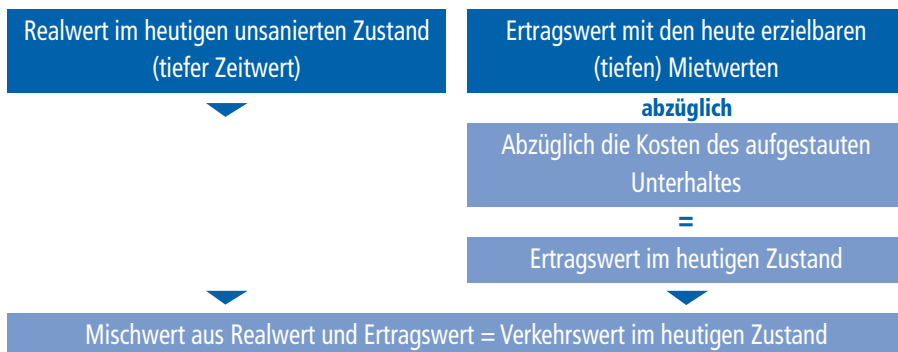 Realwert im heutigen unsanierten Zustand
(tiefer Zeitwert)
Ertragswert mit den heute erzielbaren
(tiefen) Mietwerten
abzüglich
Abzüglich die Kosten des aufgestauten
Unterhaltes
=
Ertragswert im heutigen Zustand
Mischwert aus Realwert und Ertragswert = Verkehrswert im heutigen Zustand